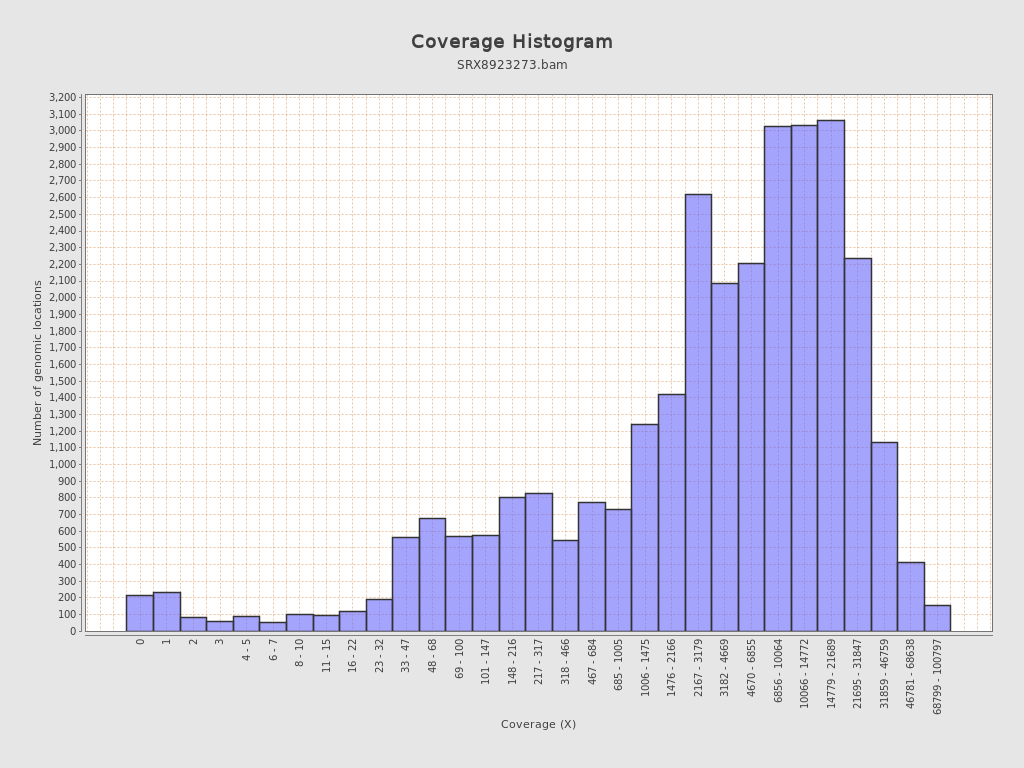 Coverage Histogram
SRX8923273.bam
Number of genomic locations
3,200
3,100
3,000
2,900
2,800
2,700
2,600
2,500
2,400
2,300
2,200
2,100
2,000
1,900
1,800
1,700
1,600
1,500
1,400
1,300
1,200
1,100
1,000
900
800
700
600
500
400
300
200
100
0
0
1
2
3
4 - 5
6 - 7
8 - 10
11 - 15
16 - 22
23 - 32
33 - 47
48 - 68
69 - 100
101 - 147
148 - 216
217 - 317
318 - 466
467 - 684
685 - 1005
1006 - 1475
1476 - 2166
2167 - 3179
3182 - 4669
4670 - 6855
6856 - 10064
10066 - 14772
14779 - 21689
21695 - 31847
31859 - 46759
46781 - 68638
68799 - 100797
Coverage (X)